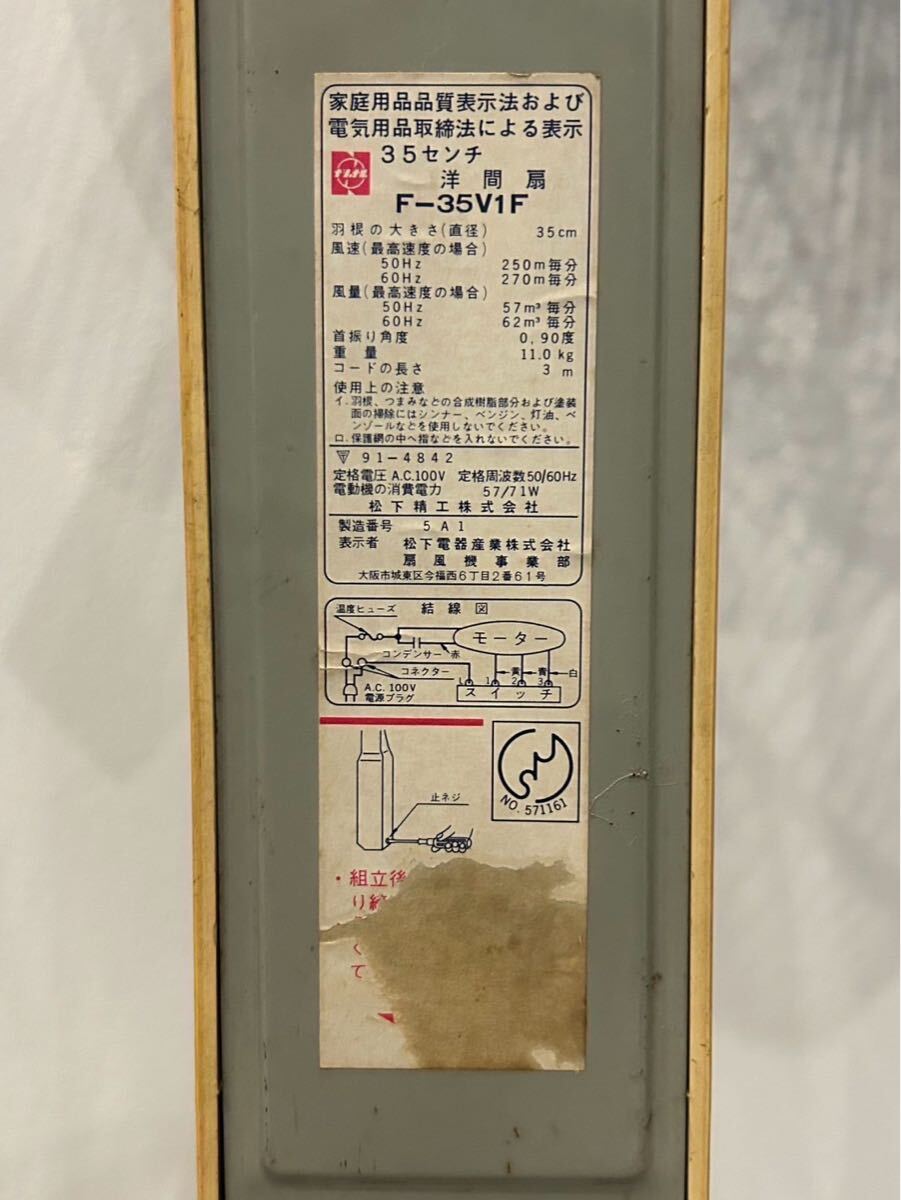 家庭用品品質表示法および
電気用品取締法による表示
35センチ
ナショナル
洋間扇
F-35V1F
羽根の大きさ(直径) 35cm
風速(最高速度の場合)
50Hz 250m毎分
60Hz 270m毎分
風量(最高速度の場合)
50Hz 57m³毎分
60Hz 62m³毎分
首振り角度 0,90度
重量 11.0kg
コードの長さ 3m
使用上の注意
イ.羽根、つまみなどの合成樹脂部分および塗装
面の掃除にはシンナー、ベンジン、灯油、ベ
ンゾールなどを使用しないでください。
ロ.保護網の中へ指などを入れないでください。
〒 91-4842
定格電圧 A.C.100V 定格周波数50/60Hz
電動機の消費電力 57/71W
松下精工株式会社
製造番号 5A1
表示者 松下電器産業株式会社
扇風機事業部
大阪市城東区今福西6丁目2番61号
温度ヒューズ 結線図
モーター
コンデンサー 赤
コネクター 黄 青 白
L 1 2 3
A.C. 100V スイッチ
電源プラグ
NO. 571161
止ネジ
・組立後
り
く
て